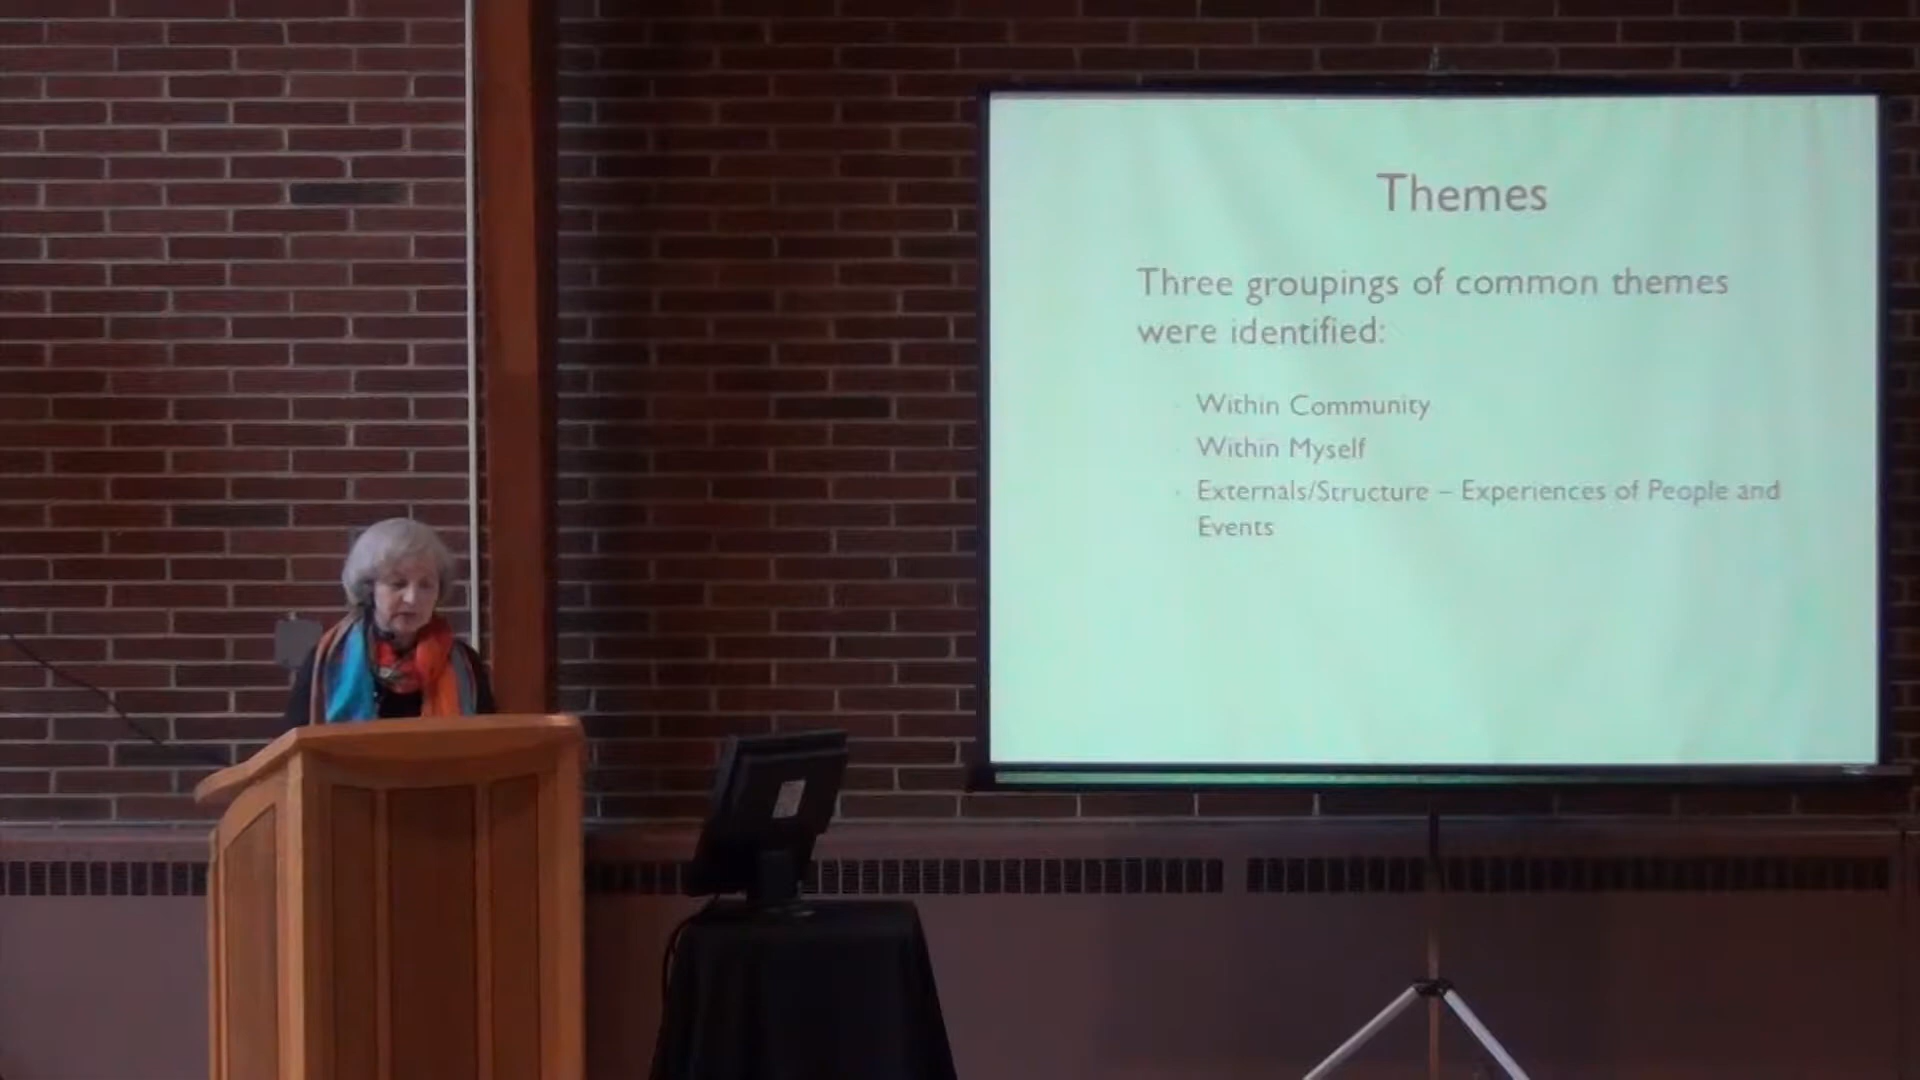 Themes
Three groupings of common themes
were identified:
Within Community
Within Myself
Externals/Structure – Experiences of People and
Events